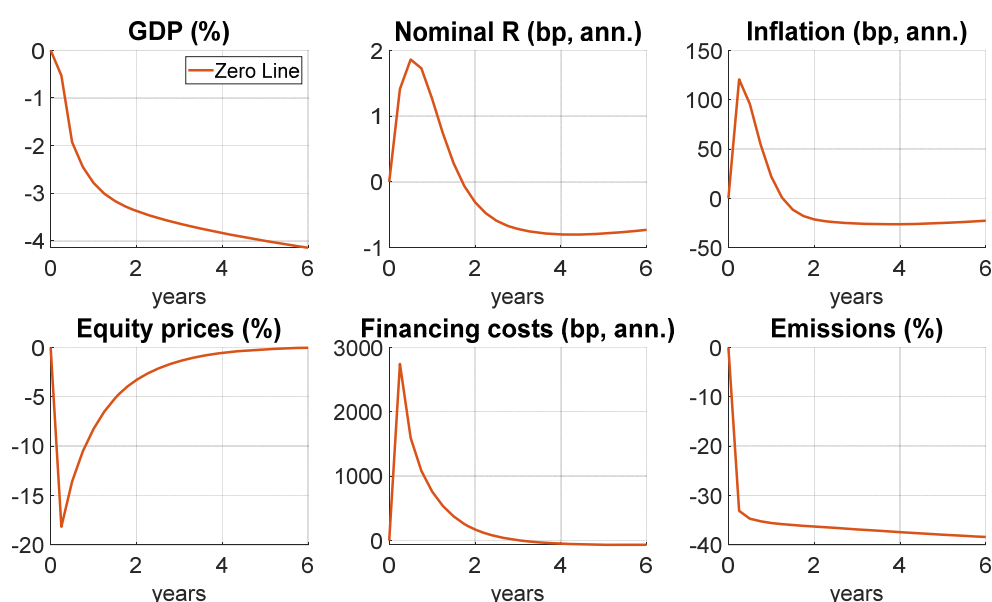 GDP (%)
Nominal R (bp, ann.)
Inflation (bp, ann.)
0
-1
-2
-3
-4
Zero Line
0 2 4 6
years
2
1
0
-1
0 2 4 6
years
150
100
50
0
-50
0 2 4 6
years
Equity prices (%)
Financing costs (bp, ann.)
Emissions (%)
0
-5
-10
-15
-20
0 2 4 6
years
3000
2000
1000
0
0 2 4 6
years
0
-10
-20
-30
-40
0 2 4 6
years